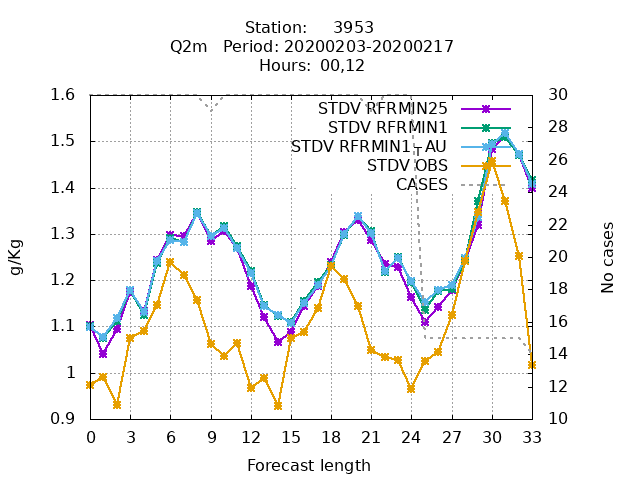 Station: 3953
Q2m Period: 20200203-20200217
Hours: 00,12
1.6
1.5
1.4
1.3
1.2
1.1
1
0.9
30
28
26
24
22
20
18
16
14
12
10
STDV RFRMIN25
STDV RFRMIN1
STDV RFRMIN1_AU
STDV OBS
CASES
g/Kg
No cases
0 3 6 9 12 15 18 21 24 27 30 33
Forecast length